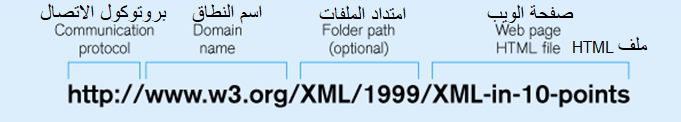 بروتوكول الاتصال
Communication
protocol
اسم النطاق
Domain
name
امتداد الملفات
Folder path
(optional)
صفحة الويب
Web page
HTML file
ملف HTML
http://www.w3.org/XML/1999/XML-in-10-points